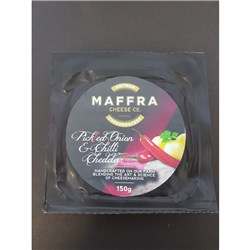 MAFFRA
CHEESE CO.
Pickled Onion
& Chilli
Cheddar
HANDCRAFTED ON OUR FARM
BLENDING THE ART & SCIENCE
OF CHEESEMAKING
150g